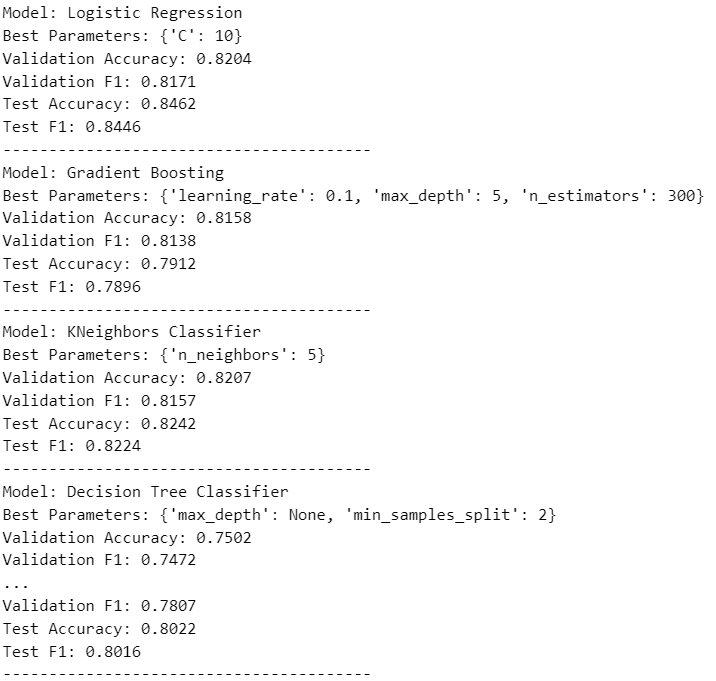 Model: Logistic Regression
Best Parameters: {'C': 10}
Validation Accuracy: 0.8204
Validation F1: 0.8171
Test Accuracy: 0.8462
Test F1: 0.8446
----------------------------------------
Model: Gradient Boosting
Best Parameters: {'learning_rate': 0.1, 'max_depth': 5, 'n_estimators': 300}
Validation Accuracy: 0.8158
Validation F1: 0.8138
Test Accuracy: 0.7912
Test F1: 0.7896
----------------------------------------
Model: KNeighbors Classifier
Best Parameters: {'n_neighbors': 5}
Validation Accuracy: 0.8207
Validation F1: 0.8157
Test Accuracy: 0.8242
Test F1: 0.8224
----------------------------------------
Model: Decision Tree Classifier
Best Parameters: {'max_depth': None, 'min_samples_split': 2}
Validation Accuracy: 0.7502
Validation F1: 0.7472
...
Validation F1: 0.7807
Test Accuracy: 0.8022
Test F1: 0.8016
----------------------------------------